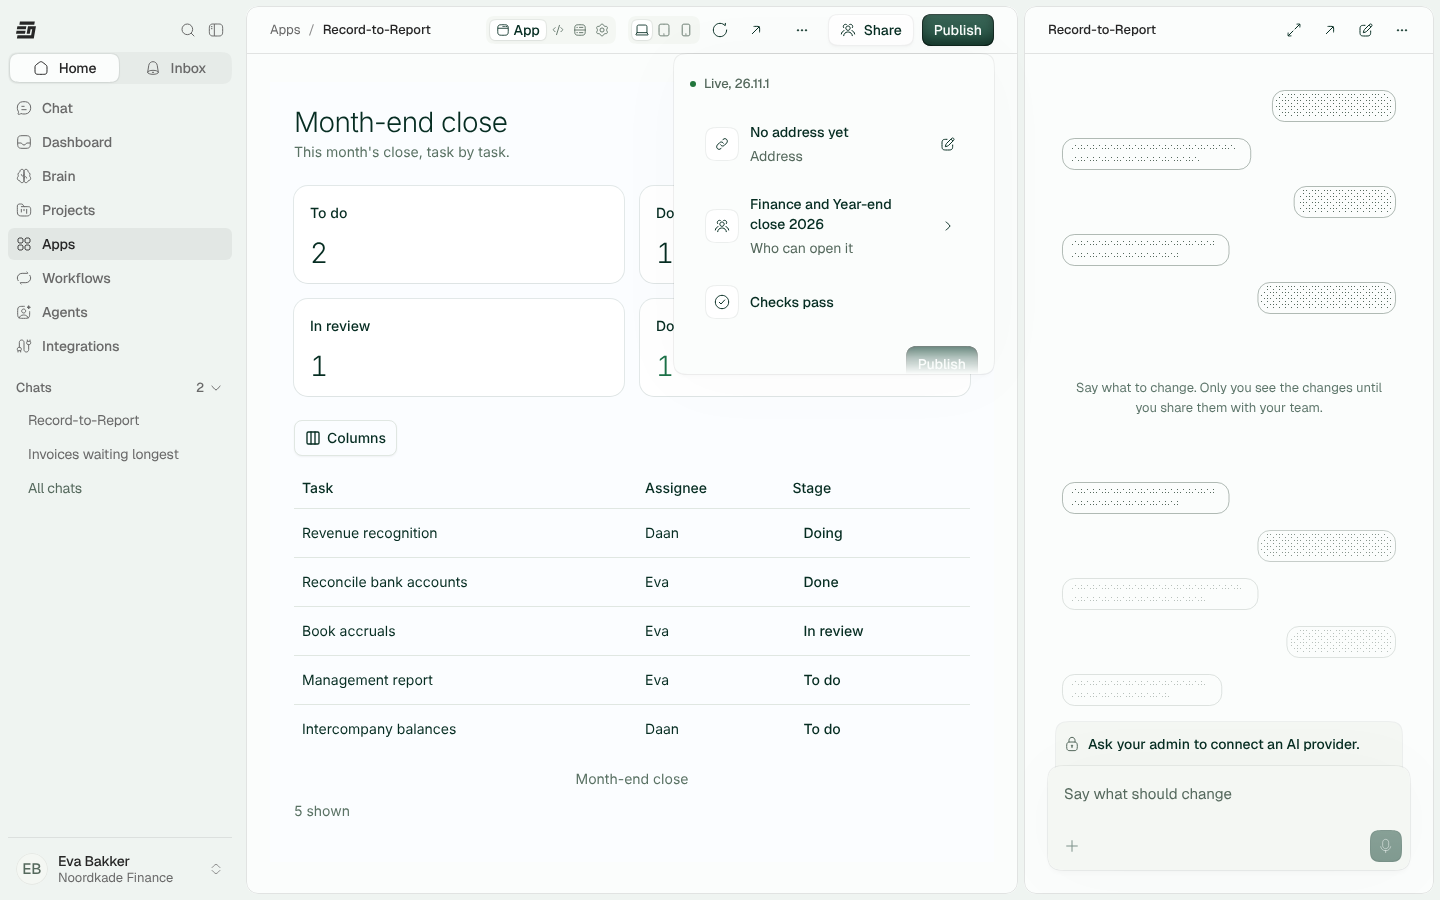 Apps / Record-to-Report
App
Share
Publish
Record-to-Report
Home
Inbox
Chat
Dashboard
Brain
Projects
Apps
Workflows
Agents
Integrations
Chats 2
Record-to-Report
Invoices waiting longest
All chats
Eva Bakker
Noordkade Finance
EB
Live, 26.11.1
No address yet
Address
Finance and Year-end
close 2026
Who can open it
Checks pass
Publish
Month-end close
This month's close, task by task.
To do
2
Do
1
In review
1
Do
1
Columns
Task Assignee Stage
Revenue recognition Daan Doing
Reconcile bank accounts Eva Done
Book accruals Eva In review
Management report Eva To do
Intercompany balances Daan To do
Month-end close
5 shown
Say what to change. Only you see the changes until
you share them with your team.
Ask your admin to connect an AI provider.
Say what should change